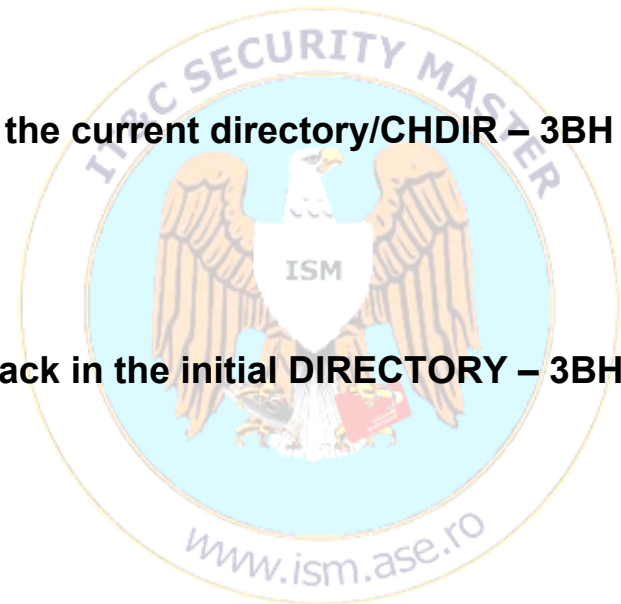 IT&C SECURITY MASTER
the current directory/CHDIR – 3BH
ISM
ack in the initial DIRECTORY – 3BH
www.ism.ase.ro